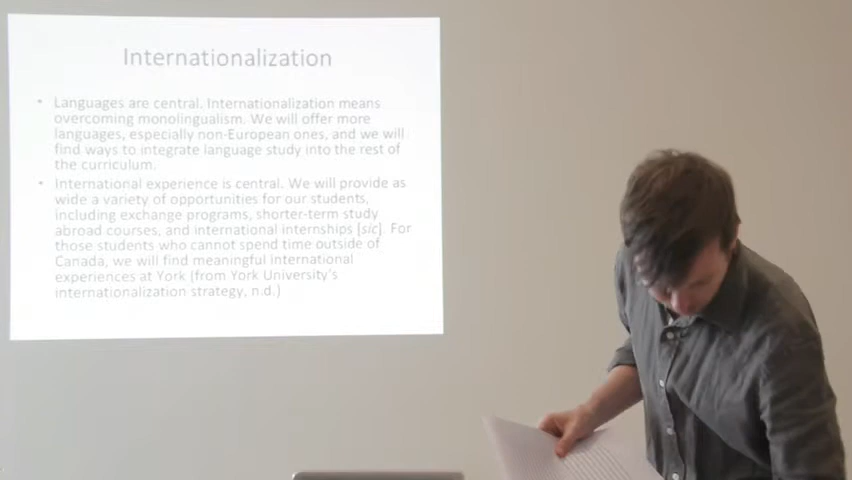 Internationalization
• Languages are central. Internationalization means
overcoming monolingualism. We will offer more
languages, especially non-European ones, and we will
find ways to integrate language study into the rest of
the curriculum.
• International experience is central. We will provide as
wide a variety of opportunities for our students,
including exchange programs, shorter-term study
abroad courses, and international internships [sic]. For
those students who cannot spend time outside of
Canada, we will find meaningful international
experiences at York (from York University's
internationalization strategy, n.d.)